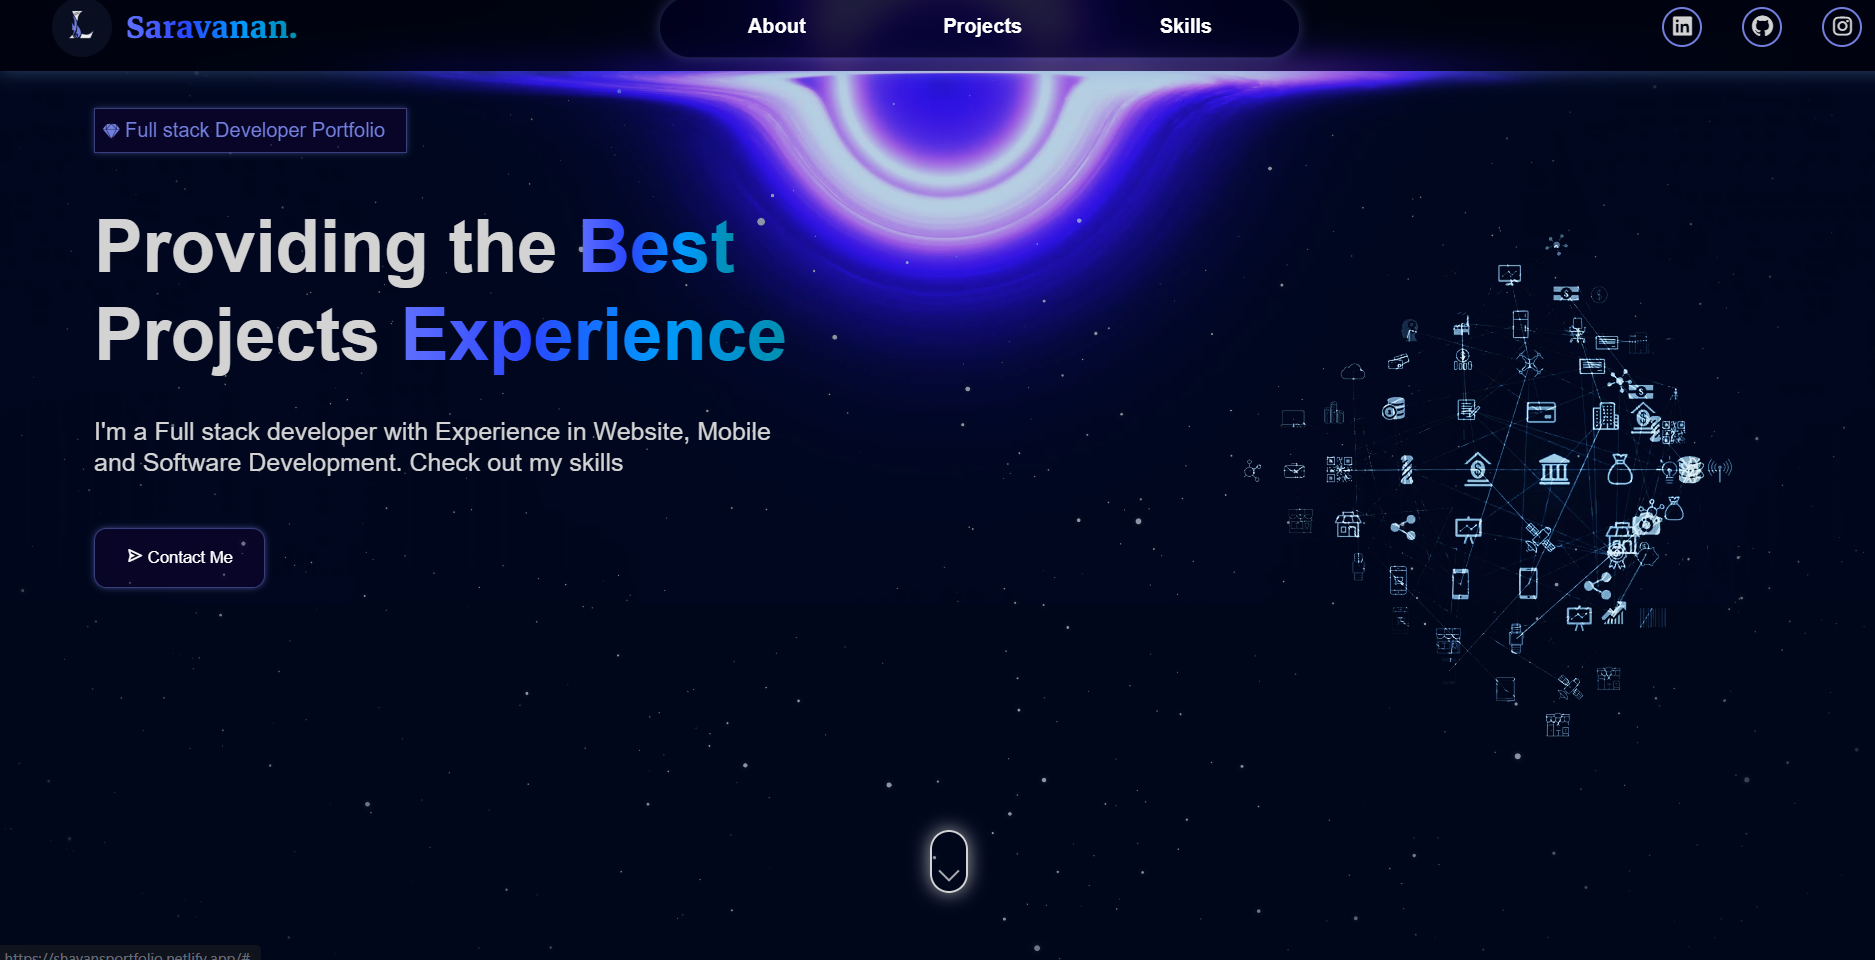 Saravanan.
About
Projects
Skills
Full stack Developer Portfolio
Providing the Best
Projects Experience
I'm a Full stack developer with Experience in Website, Mobile
and Software Development. Check out my skills
Contact Me
https://shavansportfolio.netlify.app/#